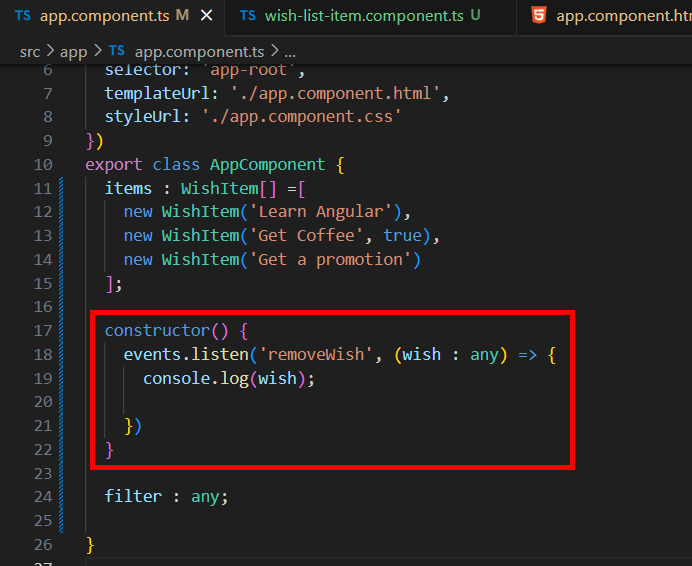 TS app.component.ts M X TS wish-list-item.component.ts U app.component.htm
src > app > TS app.component.ts > ...
6 selector: 'app-root',
7 templateUrl: './app.component.html',
8 styleUrl: './app.component.css'
9 })
10 export class AppComponent {
11 items : WishItem[] =[
12 new WishItem('Learn Angular'),
13 new WishItem('Get Coffee', true),
14 new WishItem('Get a promotion')
15 ];
16
17 constructor() {
18 events.listen('removeWish', (wish : any) => {
19 console.log(wish);
20
21 })
22 }
23
24 filter : any;
25
26 }
27